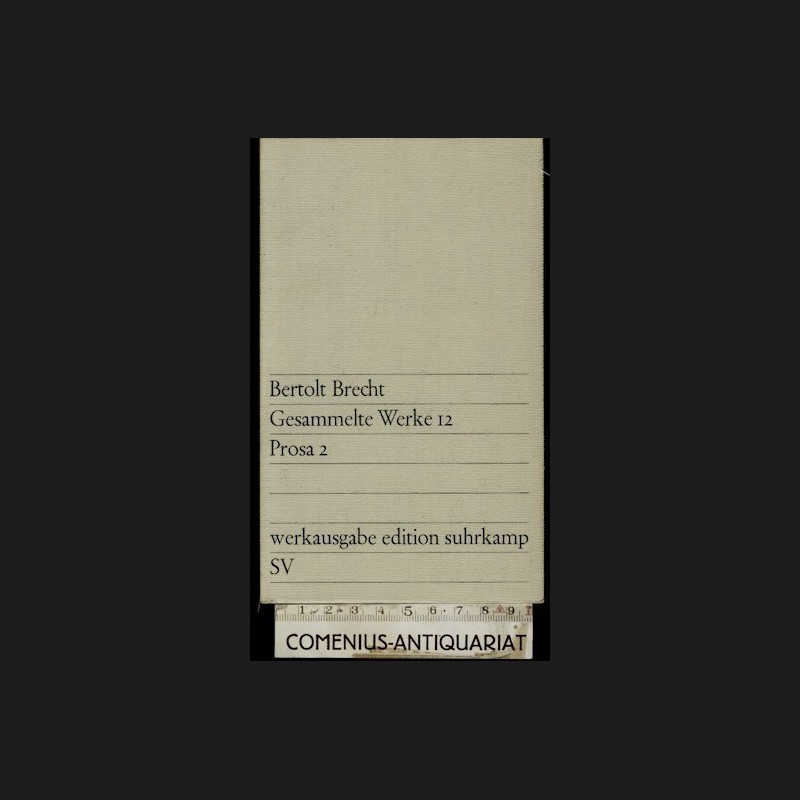 Bertolt Brecht
Gesammelte Werke 12
Prosa 2
werkausgabe edition suhrkamp
SV
1 2 3 4 5 6 7 8 9
COMENIUS-ANTIQUARIAT